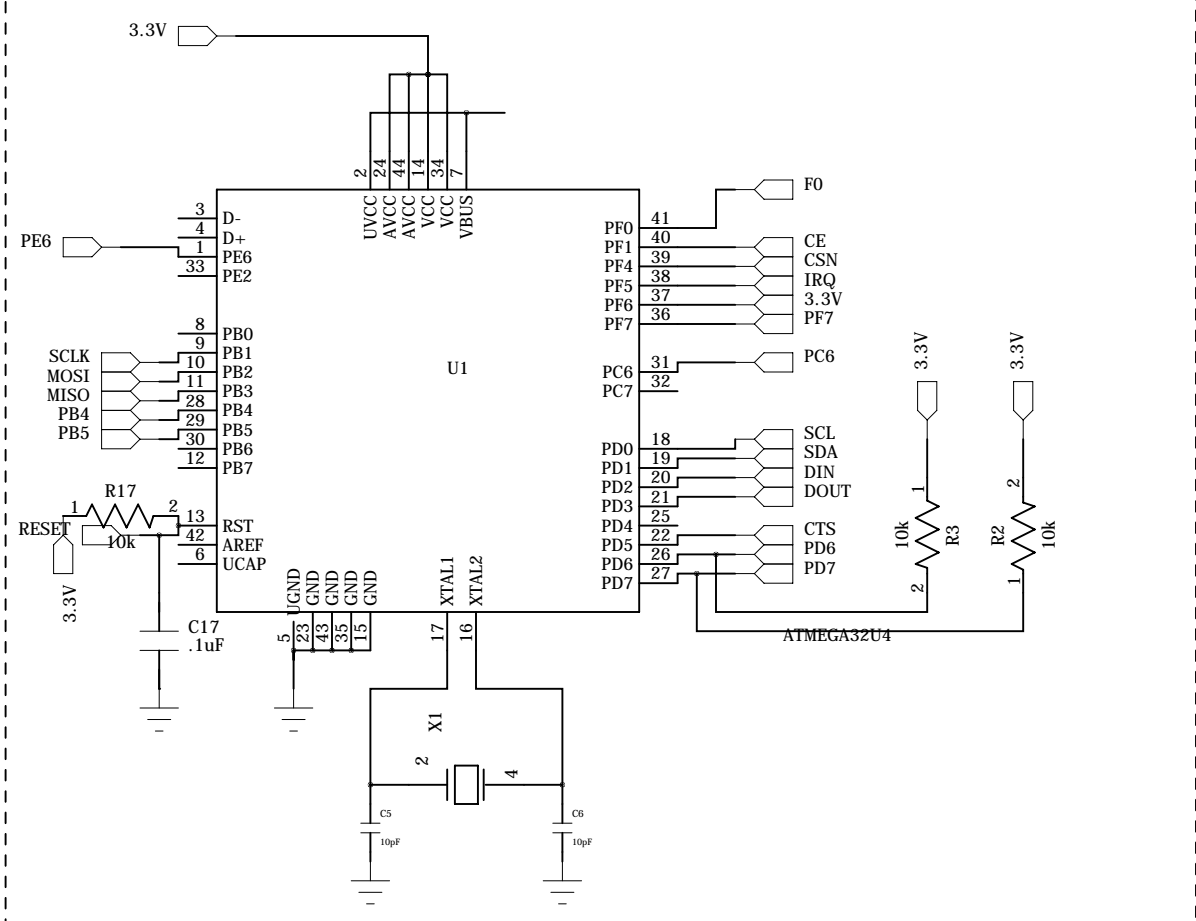 3.3V
2
24
44
14
34
7
UVCC
AVCC
AVCC
VCC
VCC
VBUS
3
D-
4
D+
PE6
1
PE6
33
PE2
8
PB0
SCLK
9
PB1
MOSI
10
PB2
MISO
11
PB3
PB4
28
PB4
PB5
29
PB5
30
PB6
12
PB7
R17
1
2
RESET
10k
13
RST
42
AREF
6
UCAP
3.3V
C17
.1uF
U1
PF0
41
F0
PF1
40
CE
PF4
39
CSN
PF5
38
IRQ
PF6
37
3.3V
PF7
36
PF7
PC6
31
PC6
PC7
32
PD0
18
SCL
PD1
19
SDA
PD2
20
DIN
PD3
21
DOUT
PD4
25
PD5
22
CTS
PD6
26
PD6
PD7
27
PD7
3.3V
3.3V
1
10k
R3
2
2
R2
10k
1
ATMEGA32U4
UGND
GND
GND
GND
GND
5
23
43
35
15
XTAL1
XTAL2
17
16
X1
2
4
C5
10pF
C6
10pF